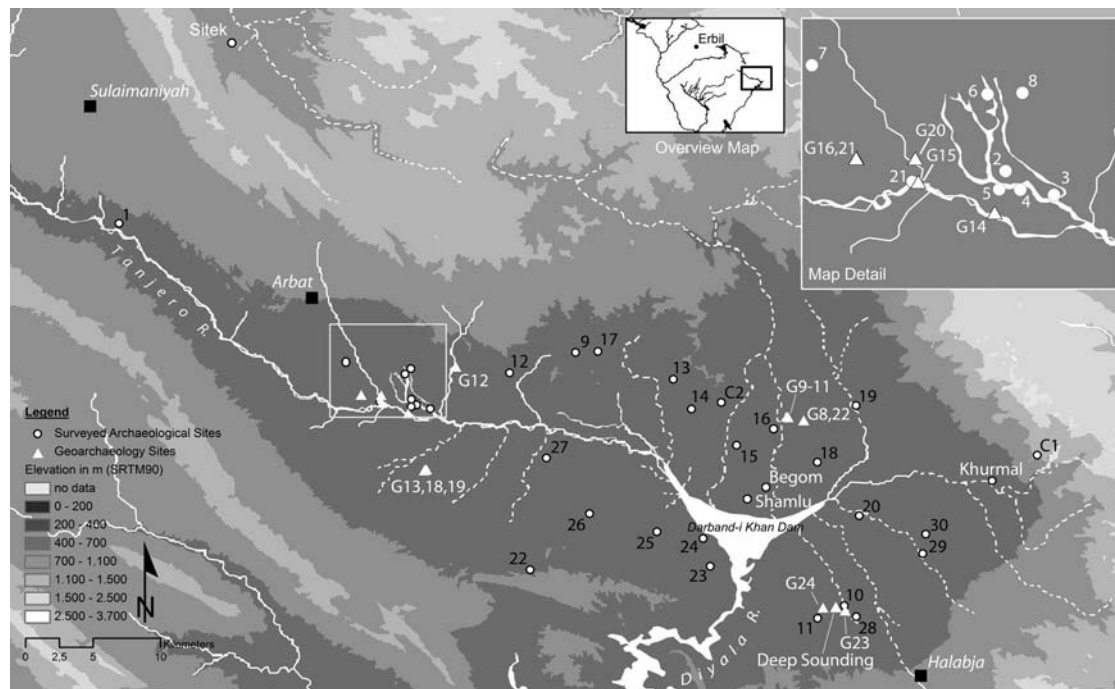 Sitek
Sulaimaniyah
Erbil
Overview Map
7
6
8
G20
G15
G16,21
2
21
3
5
4
G14
Map Detail
1
Tanjero R.
Arbat
9
17
12
G12
13
C2
14
G9-11
G8,22
19
16
15
18
C1
Khurmal
Begom
Shamlu
27
G13,18,19
26
Darband-i Khan Dam
20
25
24
30
29
23
22
G24
10
11
G23
28
Deep Sounding
Diyala R.
Halabja
Legend
Surveyed Archaeological Sites
Geoarchaeology Sites
Elevation in m (SRTM90)
no data
0 - 200
200 - 400
400 - 700
700 - 1.100
1.100 - 1.500
1.500 - 2.500
2.500 - 3.700
N
Kilometers
0 2,5 5 10